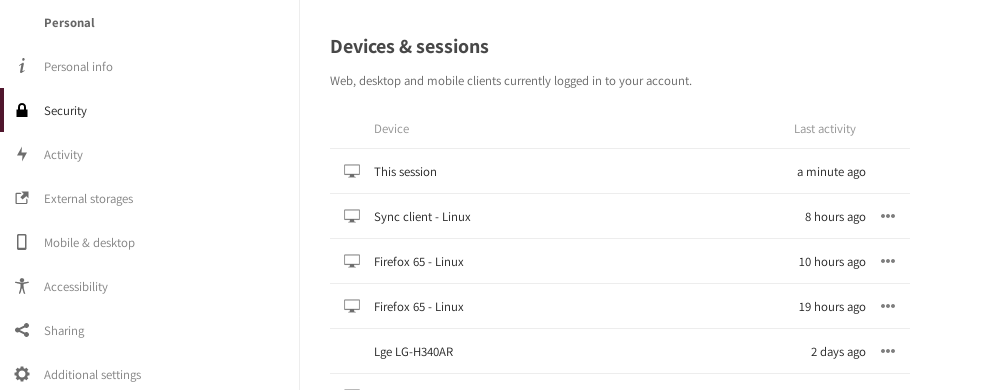 Personal
Personal info
Security
Activity
External storages
Mobile & desktop
Accessibility
Sharing
Additional settings
Devices & sessions
Web, desktop and mobile clients currently logged in to your account.
Device Last activity
This session a minute ago
Sync client - Linux 8 hours ago
Firefox 65 - Linux 10 hours ago
Firefox 65 - Linux 19 hours ago
Lge LG-H340AR 2 days ago